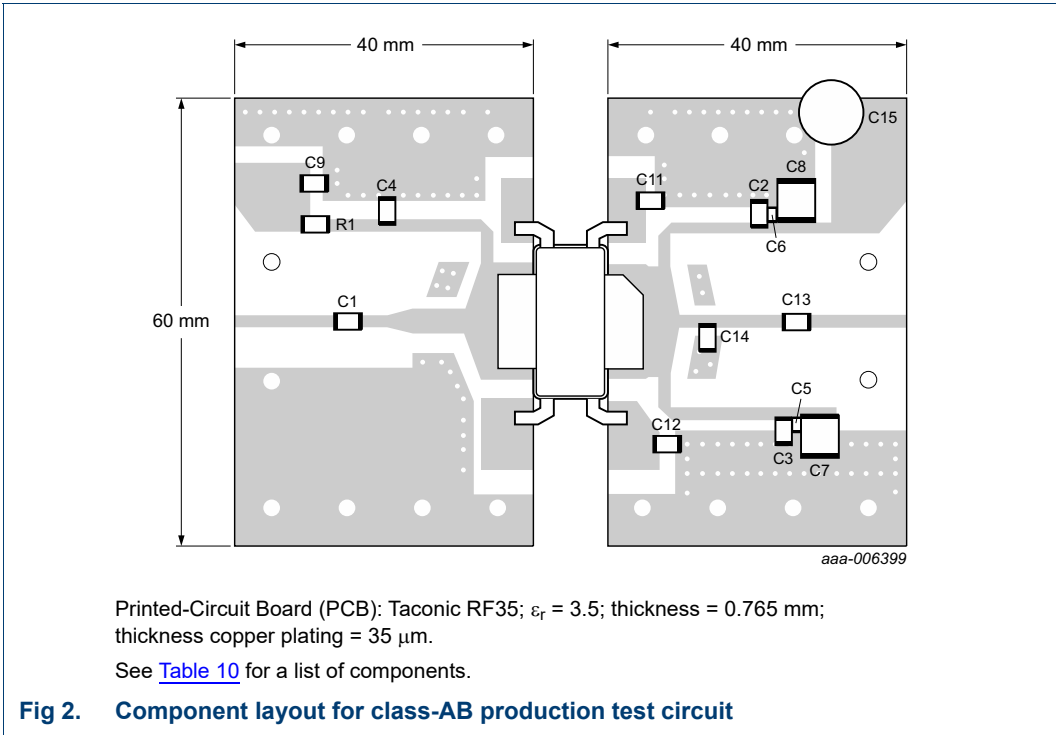 40 mm
40 mm
C15
C9
C11
C8
C4
C2
R1
C6
C1
C13
60 mm
C14
C5
C12
C3
C7
aaa-006399
Printed-Circuit Board (PCB): Taconic RF35; εr = 3.5; thickness = 0.765 mm;
thickness copper plating = 35 μm.
See Table 10 for a list of components.
Fig 2. Component layout for class-AB production test circuit